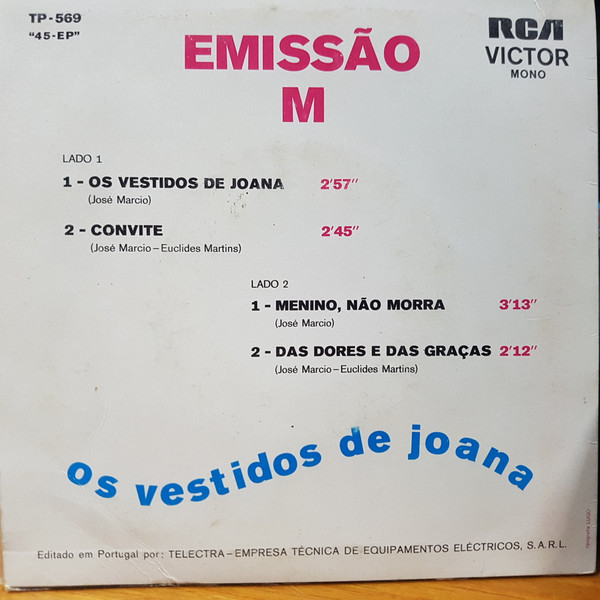 TP-569
"45-EP"
EMISSÃO
M
RCA
VICTOR
MONO
LADO 1
1 - OS VESTIDOS DE JOANA 2'57"
(José Marcio)
2 - CONVITE 2'45"
(José Marcio - Euclides Martins)
LADO 2
1 - MENINO, NÃO MORRA 3'13"
(José Marcio)
2 - DAS DORES E DAS GRAÇAS 2'12"
(José Marcio - Euclides Martins)
os vestidos de joana
Editado em Portugal por: TELECTRA - EMPRESA TÉCNICA DE EQUIPAMENTOS ELÉCTRICOS, S.A.R.L.